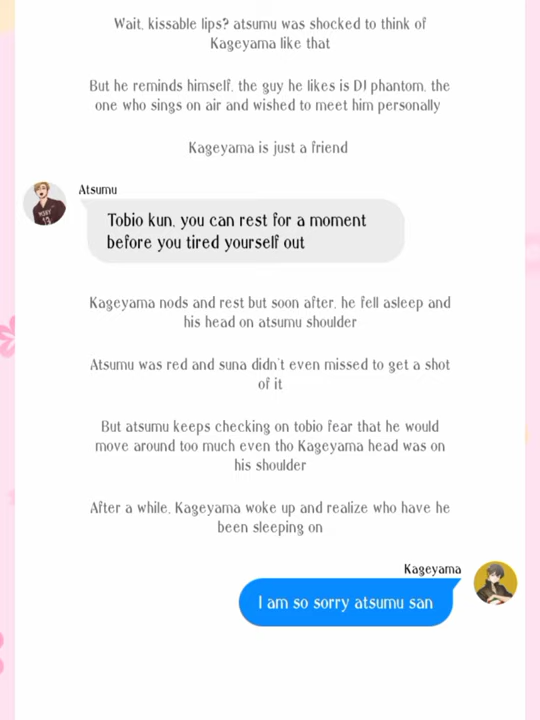 Wait, kissable lips? atsumu was shocked to think of
Kageyama like that
But he reminds himself, the guy he likes is DJ phantom, the
one who sings on air and wished to meet him personally
Kageyama is just a friend
Atsumu
Tobio kun, you can rest for a moment
before you tired yourself out
Kageyama nods and rest but soon after, he fell asleep and
his head on atsumu shoulder
Atsumu was red and suna didn't even missed to get a shot
of it
But atsumu keeps checking on tobio fear that he would
move around too much even tho Kageyama head was on
his shoulder
After a while, Kageyama woke up and realize who have he
been sleeping on
Kageyama
I am so sorry atsumu san